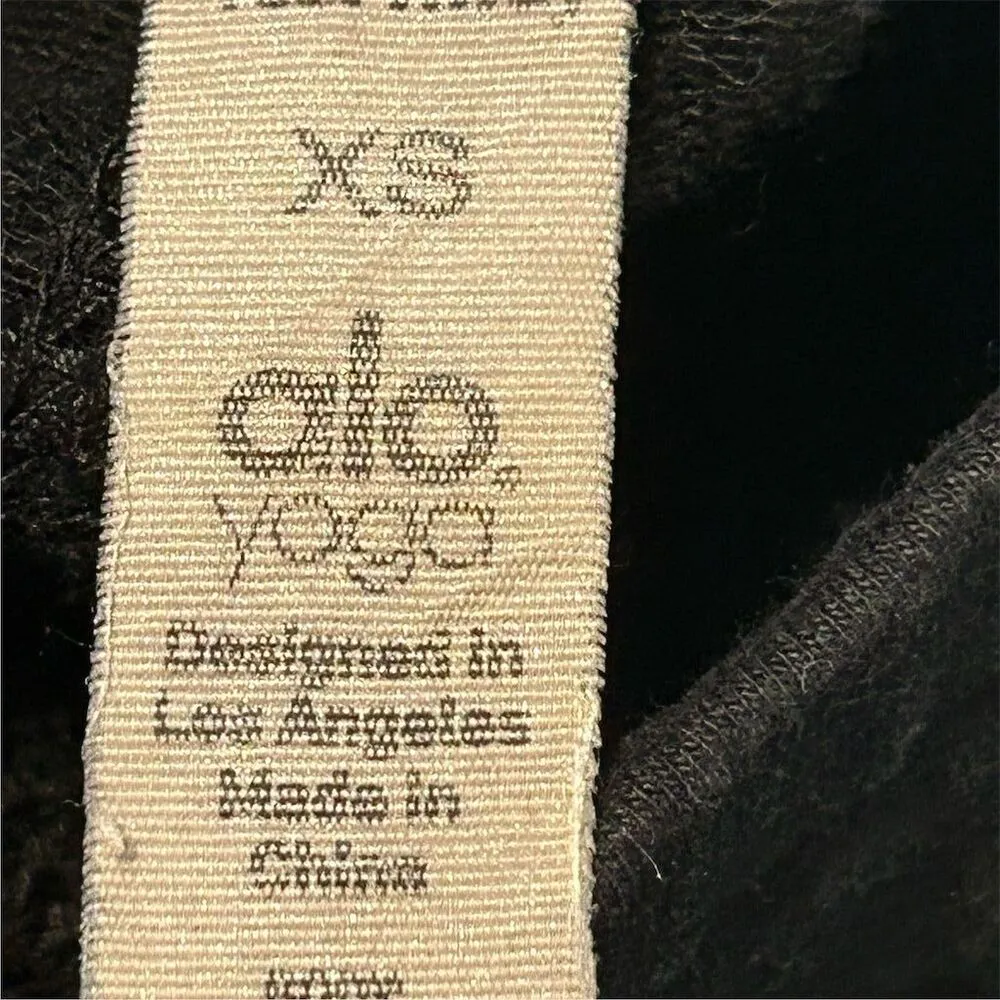 XS
alo®
yoga
Designed in
Los Angeles
Made in
China